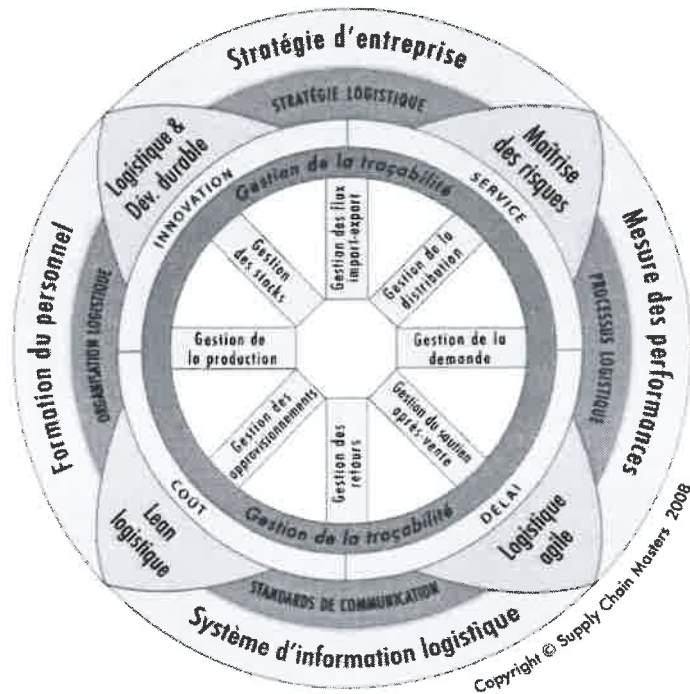 Stratégie d'entreprise
STRATÉGIE LOGISTIQUE
Logistique &
Dév. durable
Maîtrise
des risques
INNOVATION
SERVICE
Gestion de la traçabilité
Gestion des flux
import-export
Gestion
des stocks
Gestion de la
distribution
Formation du personnel
ORGANISATION LOGISTIQUE
Gestion de
la production
Gestion de la
demande
PROCESSUS LOGISTIQUE
Mesure des performances
Gestion des
approvisionnements
Gestion des
retours
Gestion du soutien
après-vente
COÛT
DÉLAI
Gestion de la traçabilité
Lean
logistique
Logistique
agile
STANDARDS DE COMMUNICATION
Système d'information logistique
Copyright © Supply Chain Masters 2008